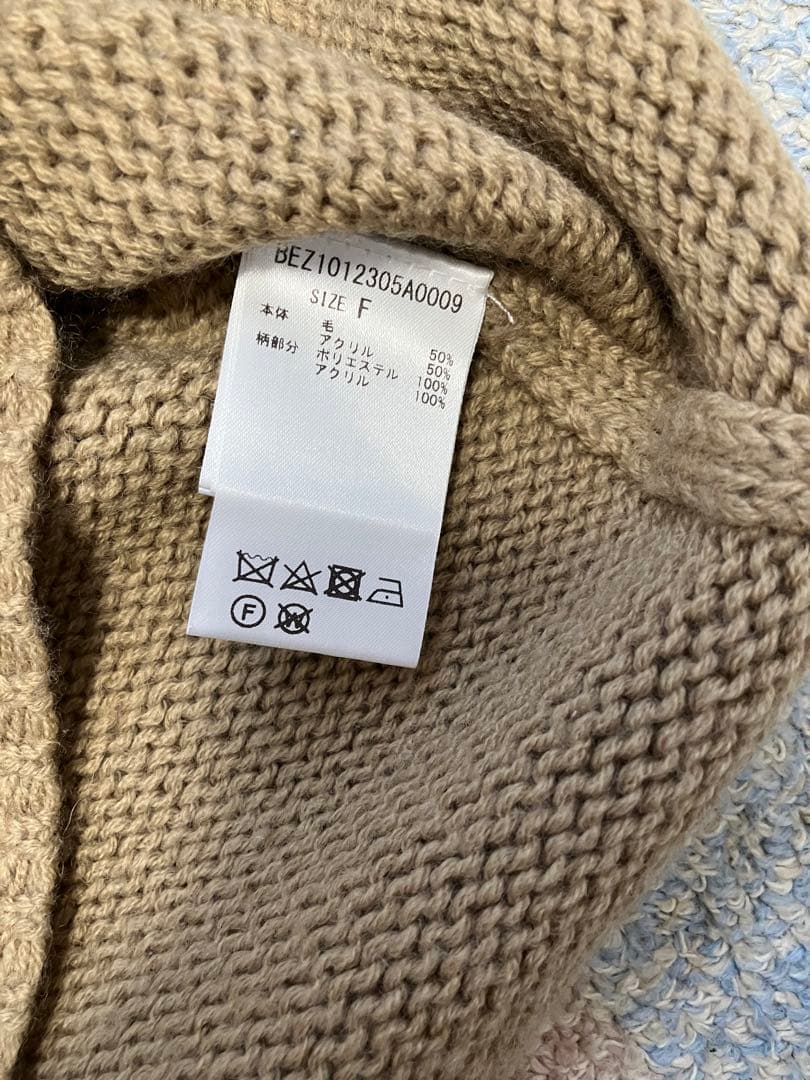 BEZ1012305A0009
SIZE F
本体 毛 50%
アクリル 50%
柄部分 ポリエステル 100%
アクリル 100%
F
W